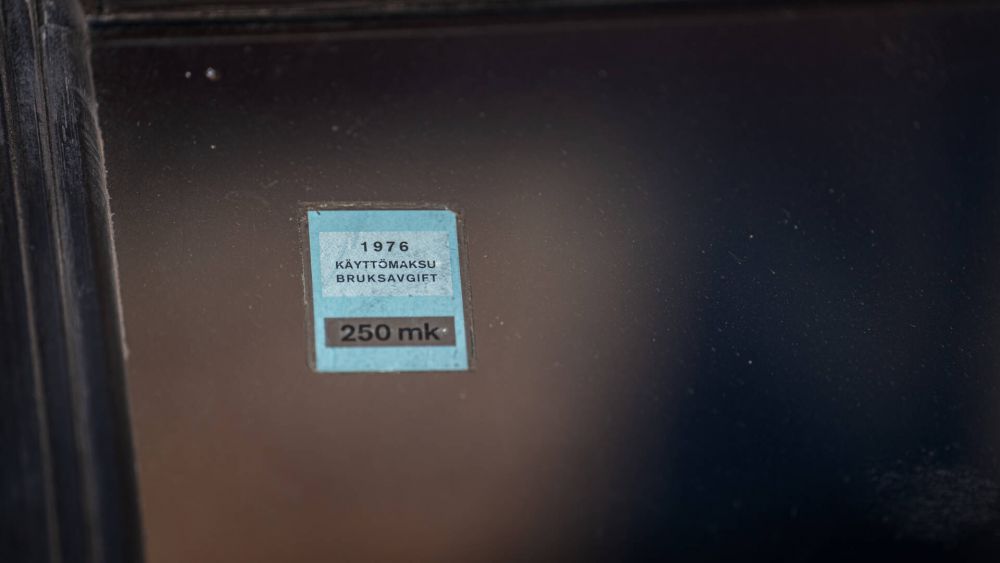 1976
KÄYTTÖMAKSU
BRUKSAVGIFT
250 mk